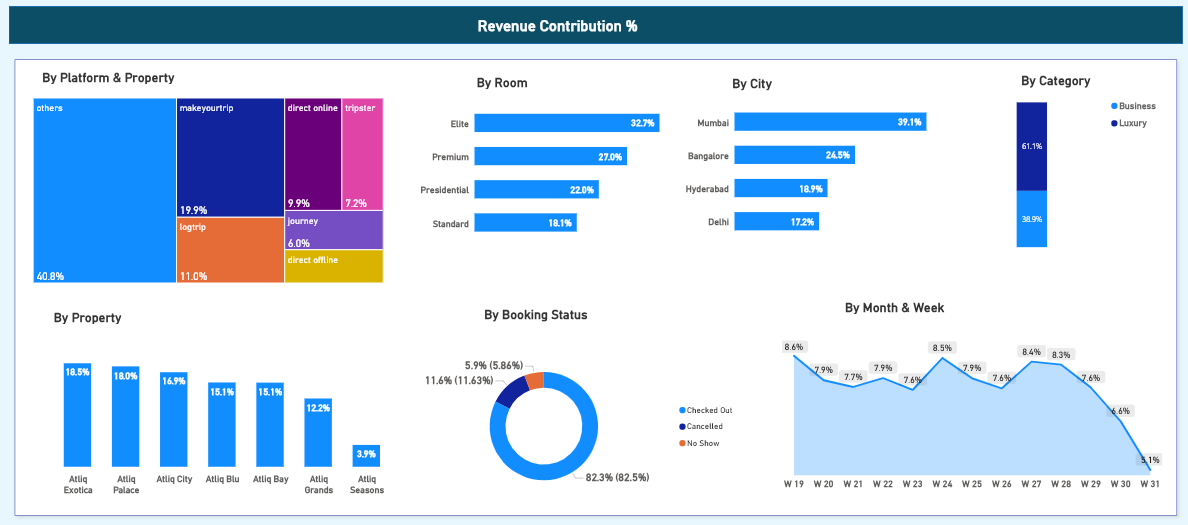 Revenue Contribution %
By Platform & Property
others
40.8%
makeyourtrip
19.9%
logtrip
11.0%
direct online
9.9%
tripster
7.2%
journey
6.0%
direct offline
By Room
Elite 32.7%
Premium 27.0%
Presidential 22.0%
Standard 18.1%
By City
Mumbai 39.1%
Bangalore 24.5%
Hyderabad 18.9%
Delhi 17.2%
By Category
61.1%
38.9%
Business
Luxury
By Property
18.5%
18.0%
16.9%
15.1%
15.1%
12.2%
3.9%
Atliq Exotica
Atliq Palace
Atliq City
Atliq Blu
Atliq Bay
Atliq Grands
Atliq Seasons
By Booking Status
5.9% (5.86%)
11.6% (11.63%)
82.3% (82.5%)
Checked Out
Cancelled
No Show
By Month & Week
8.6%
7.9%
7.7%
7.9%
7.6%
8.5%
7.9%
7.6%
8.4%
8.3%
7.6%
6.6%
5.1%
W 19 W 20 W 21 W 22 W 23 W 24 W 25 W 26 W 27 W 28 W 29 W 30 W 31